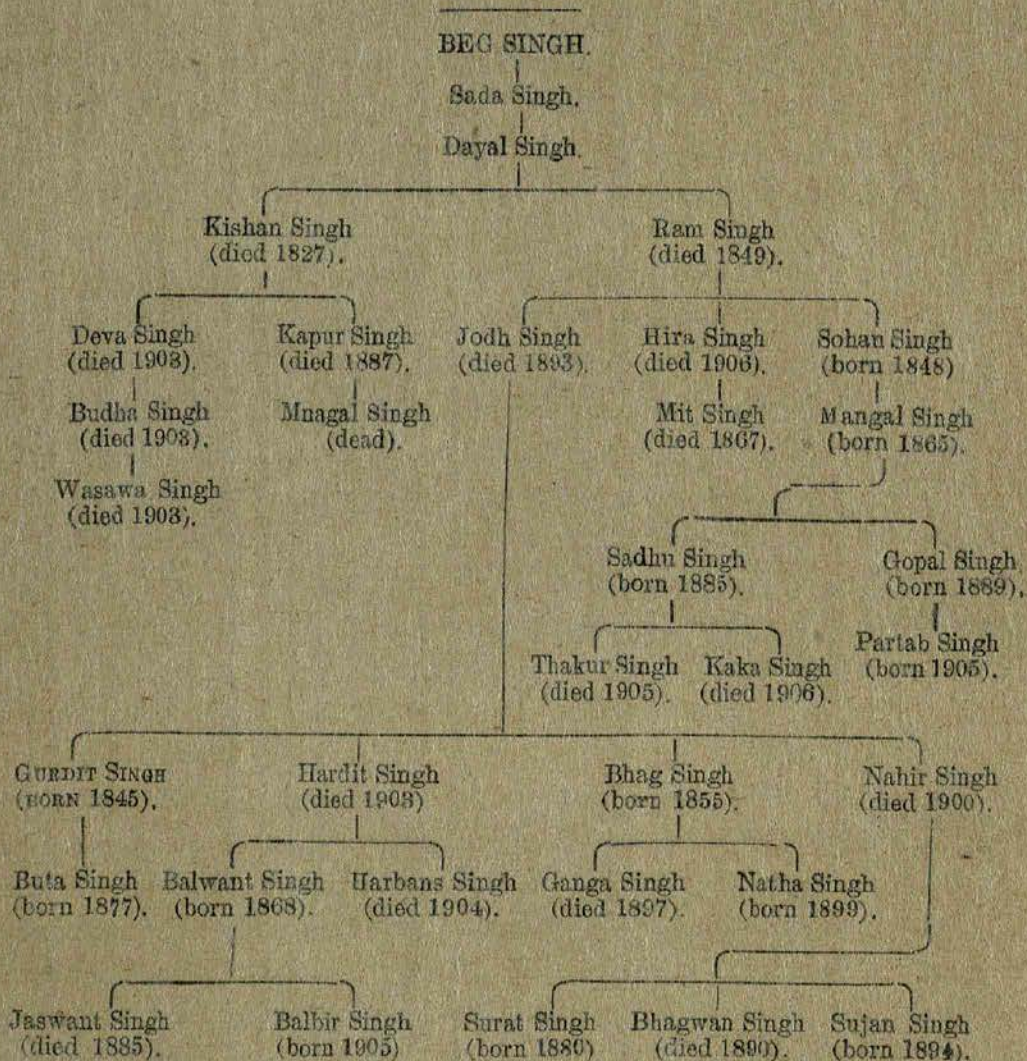 BEG SINGH.
Sada Singh.
Dayal Singh.
Kishan Singh Ram Singh
(died 1827). (died 1849).
Deva Singh Kapur Singh Jodh Singh Hira Singh Sohan Singh
(died 1903). (died 1887). (died 1893). (died 1906). (born 1848)
Budha Singh Mnagal Singh Mit Singh Mangal Singh
(died 1903). (dead). (died 1867). (born 1865).
Wasawa Singh
(died 1903).
Sadhu Singh Gopal Singh
(born 1885). (born 1889).
Partab Singh
Thakur Singh Kaka Singh (born 1905).
(died 1905). (died 1906).
GURDIT SINGH Hardit Singh Bhag Singh Nahir Singh
(BORN 1845). (died 1903) (born 1855). (died 1900).
Buta Singh Balwant Singh Harbans Singh Ganga Singh Natha Singh
(born 1877). (born 1868). (died 1904). (died 1897). (born 1899).
Jaswant Singh Balbir Singh Surat Singh Bhagwan Singh Sujan Singh
(died 1885). (born 1905) (born 1880) (died 1890). (born 1894).